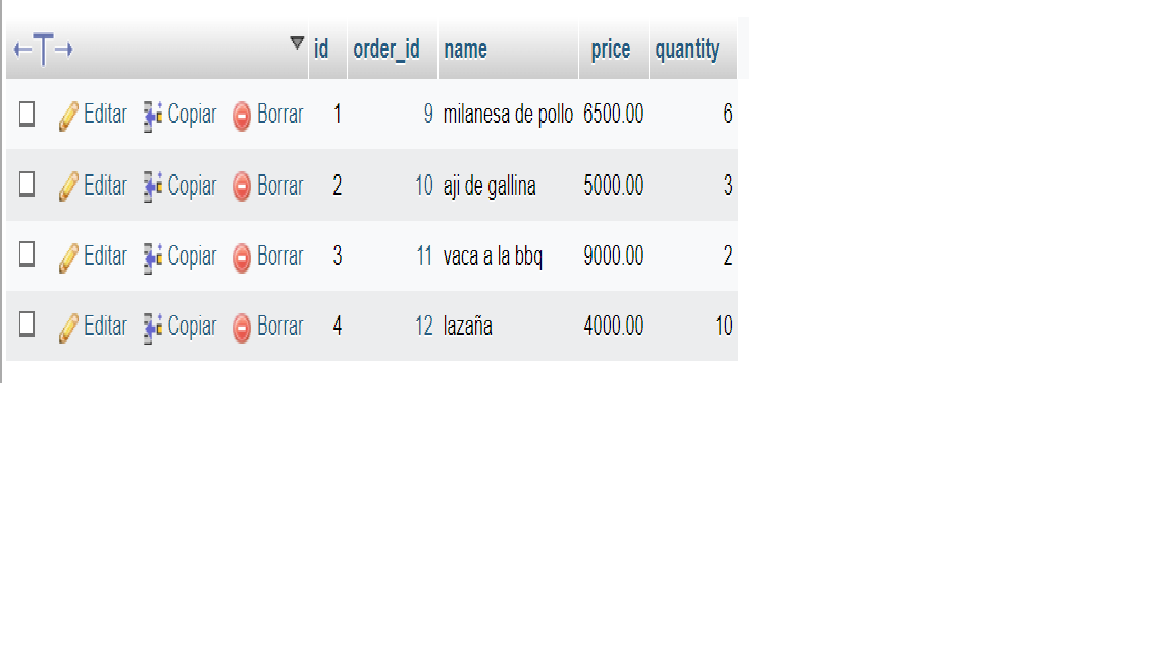 id order_id name price quantity
Editar Copiar Borrar 1 9 milanesa de pollo 6500.00 6
Editar Copiar Borrar 2 10 aji de gallina 5000.00 3
Editar Copiar Borrar 3 11 vaca a la bbq 9000.00 2
Editar Copiar Borrar 4 12 lazaña 4000.00 10